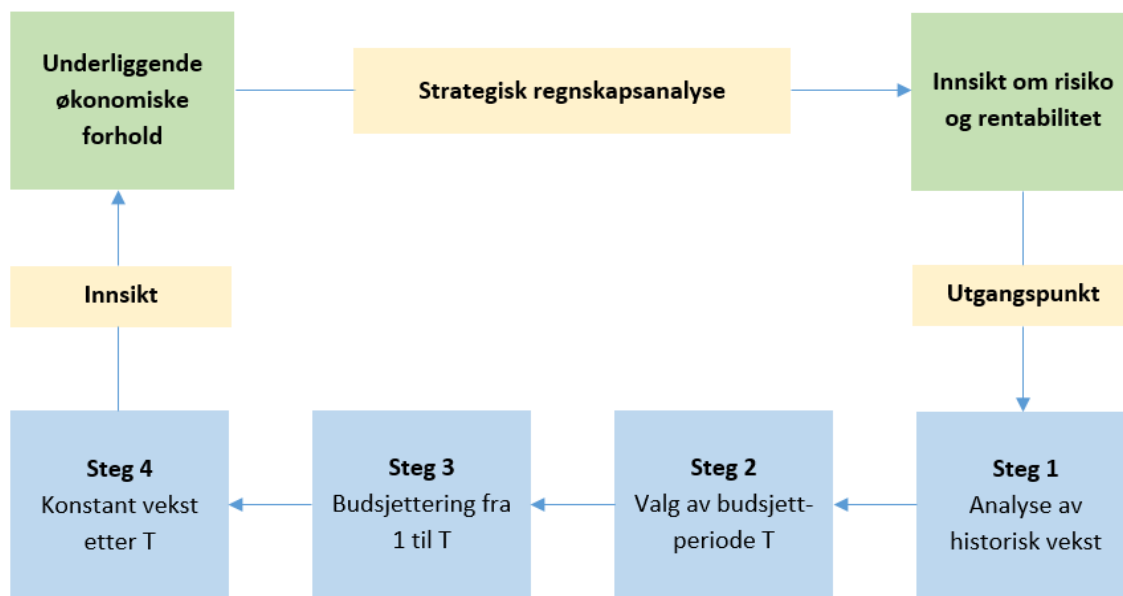 Underliggende
økonomiske
forhold
Strategisk regnskapsanalyse
Innsikt om risiko
og rentabilitet
Innsikt
Utgangspunkt
Steg 4
Konstant vekst
etter T
Steg 3
Budsjettering fra
1 til T
Steg 2
Valg av budsjett-
periode T
Steg 1
Analyse av
historisk vekst